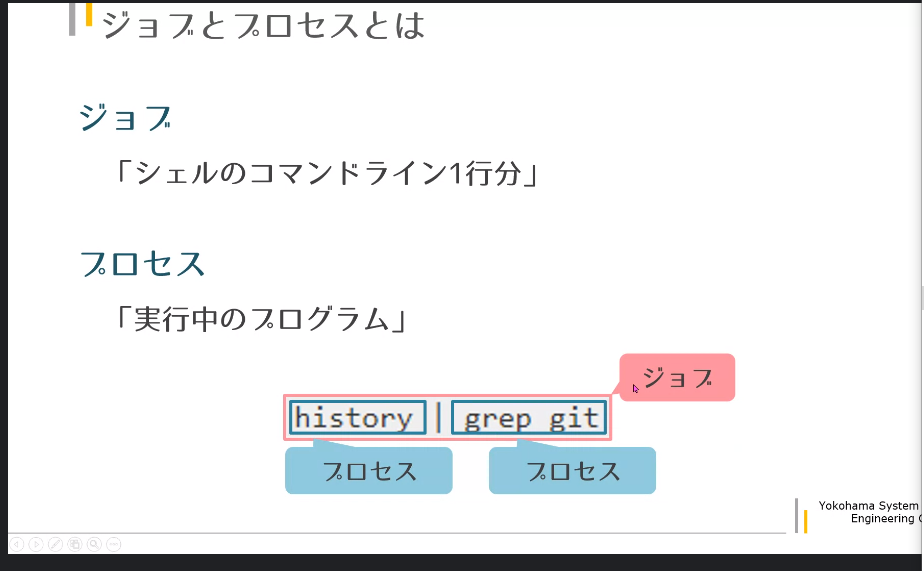 ジョブとプロセスとは
ジョブ
「シェルのコマンドライン1行分」
プロセス
「実行中のプログラム」
ジョブ
history | grep git
プロセス プロセス
Yokohama System
Engineering